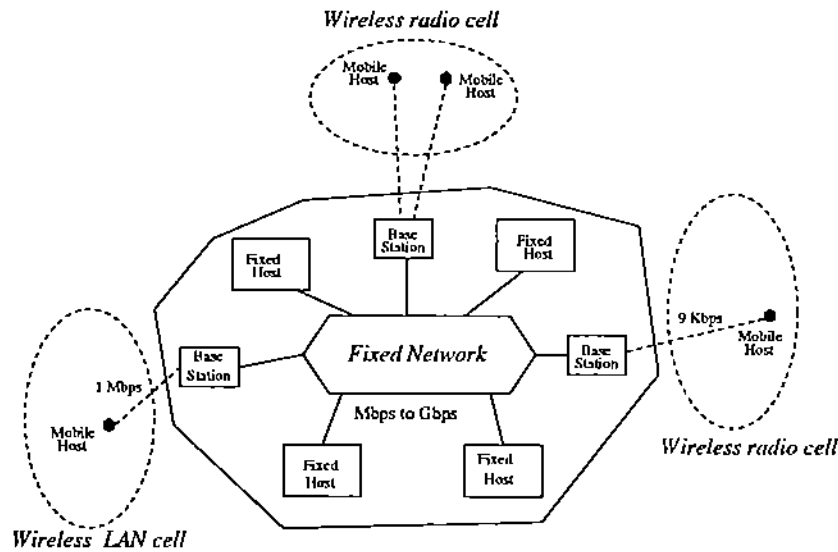 Wireless radio cell
Mobile
Host
Mobile
Host
Base
Station
Fixed
Host
Fixed
Host
9 Kbps
Mobile
Host
Base
Station
Fixed Network
Base
Station
1 Mbps
Mbps to Gbps
Mobile
Host
Wireless radio cell
Fixed
Host
Fixed
Host
Wireless LAN cell